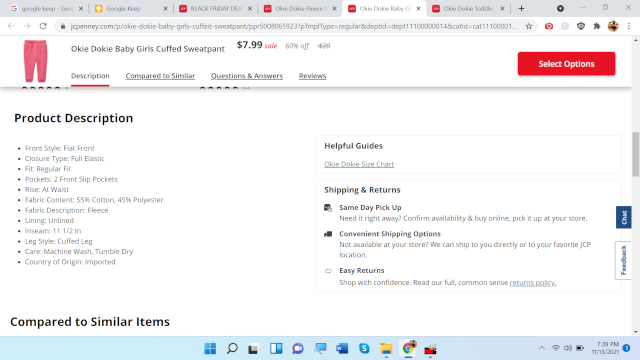 google keep - Goo
Google Keep
BLACK FRIDAY DEA
Okie Dokie Fleece S
Okie Dokie Baby Gi
Okie Dokie Toddler
jcpenney.com/p/okie-dokie-baby-girls-cuffed-sweatpant/ppr5008065923?pTmplType=regular&deptId=dept11100000014&catId=cat11100001...
Okie Dokie Baby Girls Cuffed Sweatpant
$7.99 sale 60% off $20
Select Options
Description
Compared to Similar
Questions & Answers
Reviews
Product Description
Front Style: Flat Front
Closure Type: Full Elastic
Fit: Regular Fit
Pockets: 2 Front Slip Pockets
Rise: At Waist
Fabric Content: 55% Cotton, 45% Polyester
Fabric Description: Fleece
Lining: Unlined
Inseam: 11 1/2 In
Leg Style: Cuffed Leg
Care: Machine Wash, Tumble Dry
Country of Origin: Imported
Helpful Guides
Okie Dokie Size Chart
Shipping & Returns
Same Day Pick Up
Need it right away? Confirm availability & buy online, pick it up at your store.
Convenient Shipping Options
Not available at your store? We can ship to you directly or to your favorite JCP
location.
Easy Returns
Shop with confidence. Read our full, common sense returns policy.
Chat
Feedback
Compared to Similar Items
7:39 PM
11/13/2021